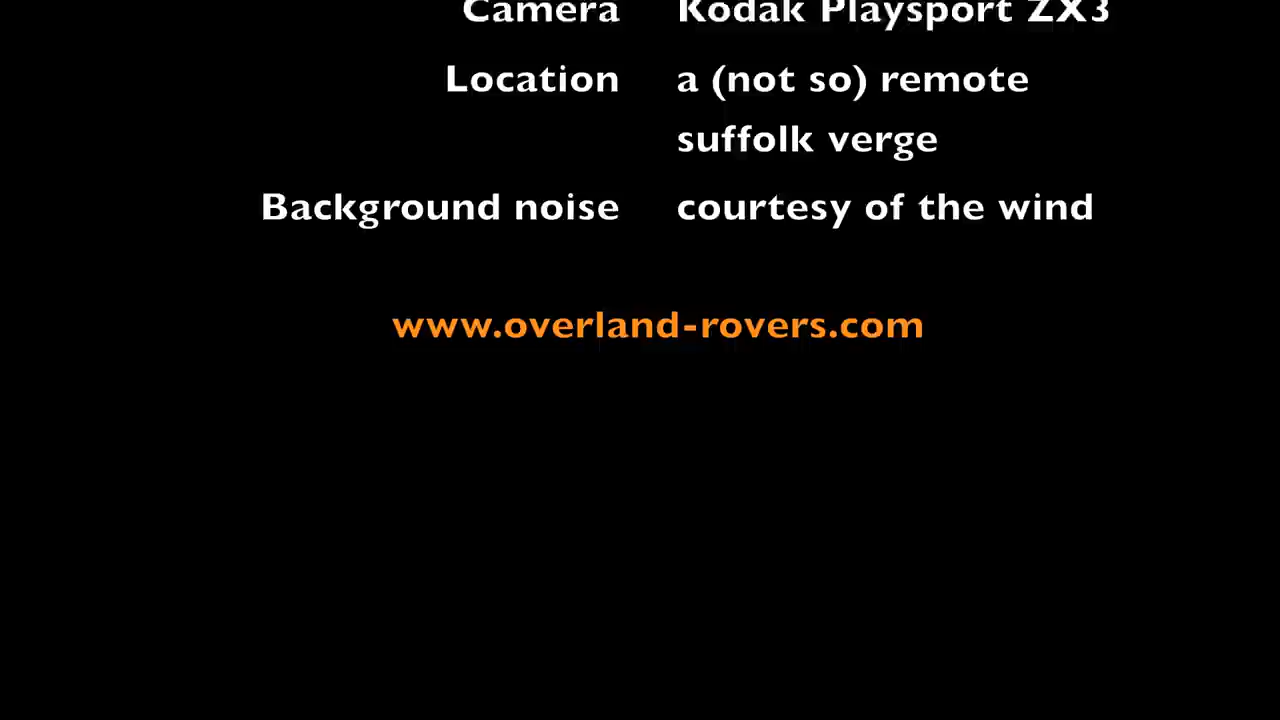 Camera Kodak Playsport ZX3
Location a (not so) remote
suffolk verge
Background noise courtesy of the wind
www.overland-rovers.com